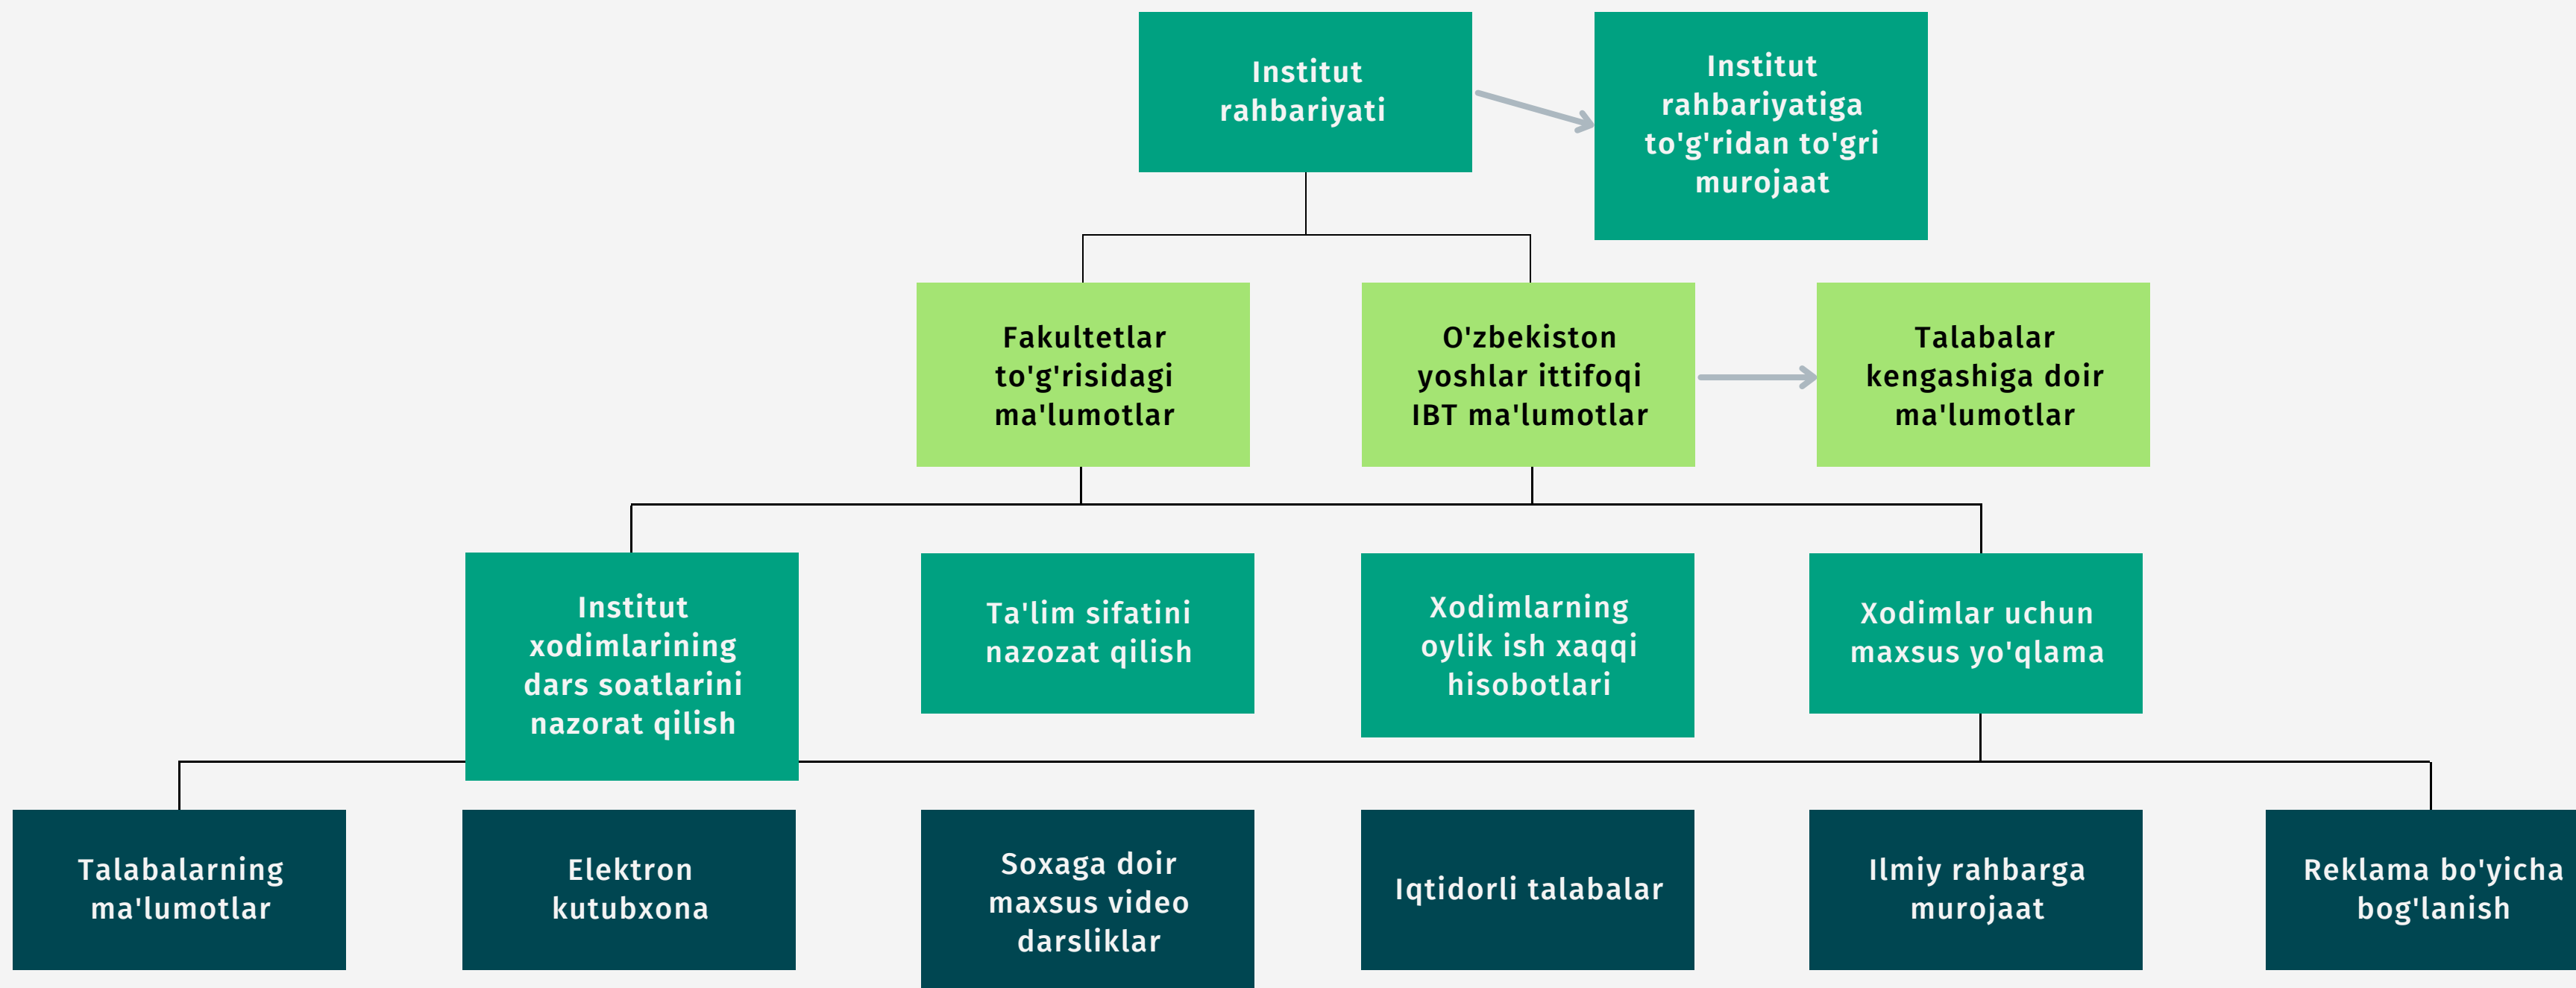 Institut
rahbariyati
Institut
rahbariyatiga
to'g'ridan to'gri
murojaat
Fakultetlar
to'g'risidagi
ma'lumotlar
O'zbekiston
yoshlar ittifoqi
IBT ma'lumotlar
Talabalar
kengashiga doir
ma'lumotlar
Institut
xodimlarining
dars soatlarini
nazorat qilish
Ta'lim sifatini
nazozat qilish
Xodimlarning
oylik ish xaqqi
hisobotlari
Xodimlar uchun
maxsus yo'qlama
Talabalarning
ma'lumotlar
Elektron
kutubxona
Soxaga doir
maxsus video
darsliklar
Iqtidorli talabalar
Ilmiy rahbarga
murojaat
Reklama bo'yicha
bog'lanish